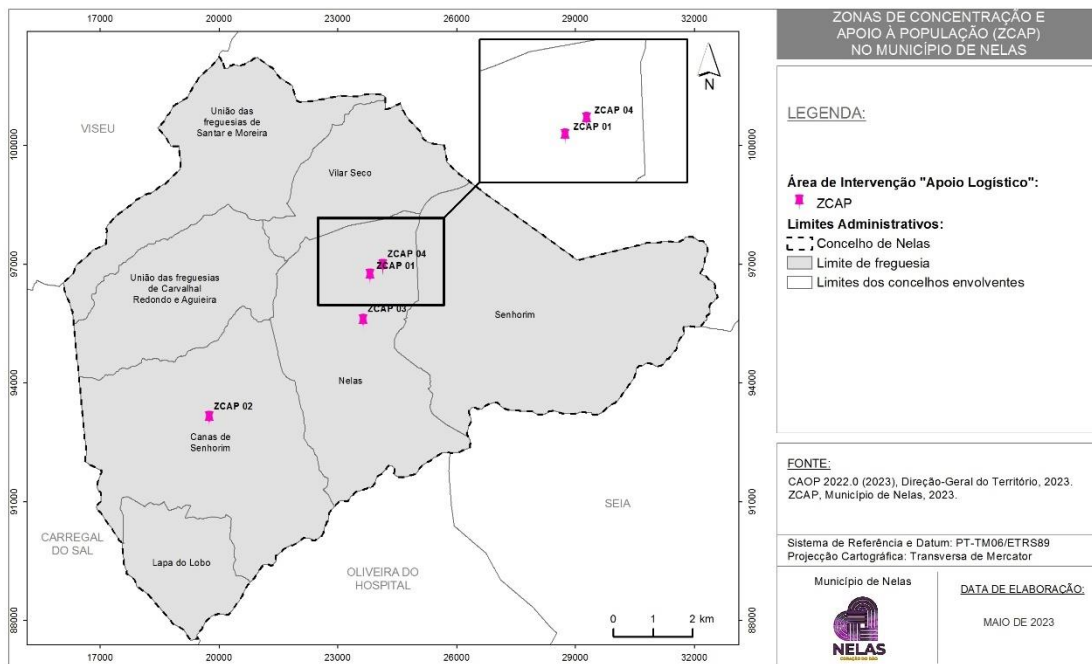 17000 20000 23000 26000 29000 32000
ZONAS DE CONCENTRAÇÃO E
APOIO À POPULAÇÃO (ZCAP)
NO MUNICÍPIO DE NELAS
100000
97000
94000
91000
88000
VISEU
União das
freguesias de
Santar e Moreira
Vilar Seco
ZCAP 04
ZCAP 01
N
ZCAP 04
ZCAP 01
ZCAP 03
União das freguesias
de Carvalhal
Redondo e Aguieira
Senhorim
Nelas
ZCAP 02
Canas de
Senhorim
SEIA
CARREGAL
DO SAL
Lapa do Lobo
OLIVEIRA DO
HOSPITAL
0 1 2 km
100000
97000
94000
91000
88000
17000 20000 23000 26000 29000 32000
LEGENDA:
Área de Intervenção "Apoio Logístico":
ZCAP
Limites Administrativos:
Concelho de Nelas
Limite de freguesia
Limites dos concelhos envolventes
FONTE:
CAOP 2022.0 (2023), Direção-Geral do Território, 2023.
ZCAP, Município de Nelas, 2023.
Sistema de Referência e Datum: PT-TM06/ETRS89
Projecção Cartográfica: Transversa de Mercator
Município de Nelas
NELAS
CORAÇÃO DO DÃO
DATA DE ELABORAÇÃO:
MAIO DE 2023